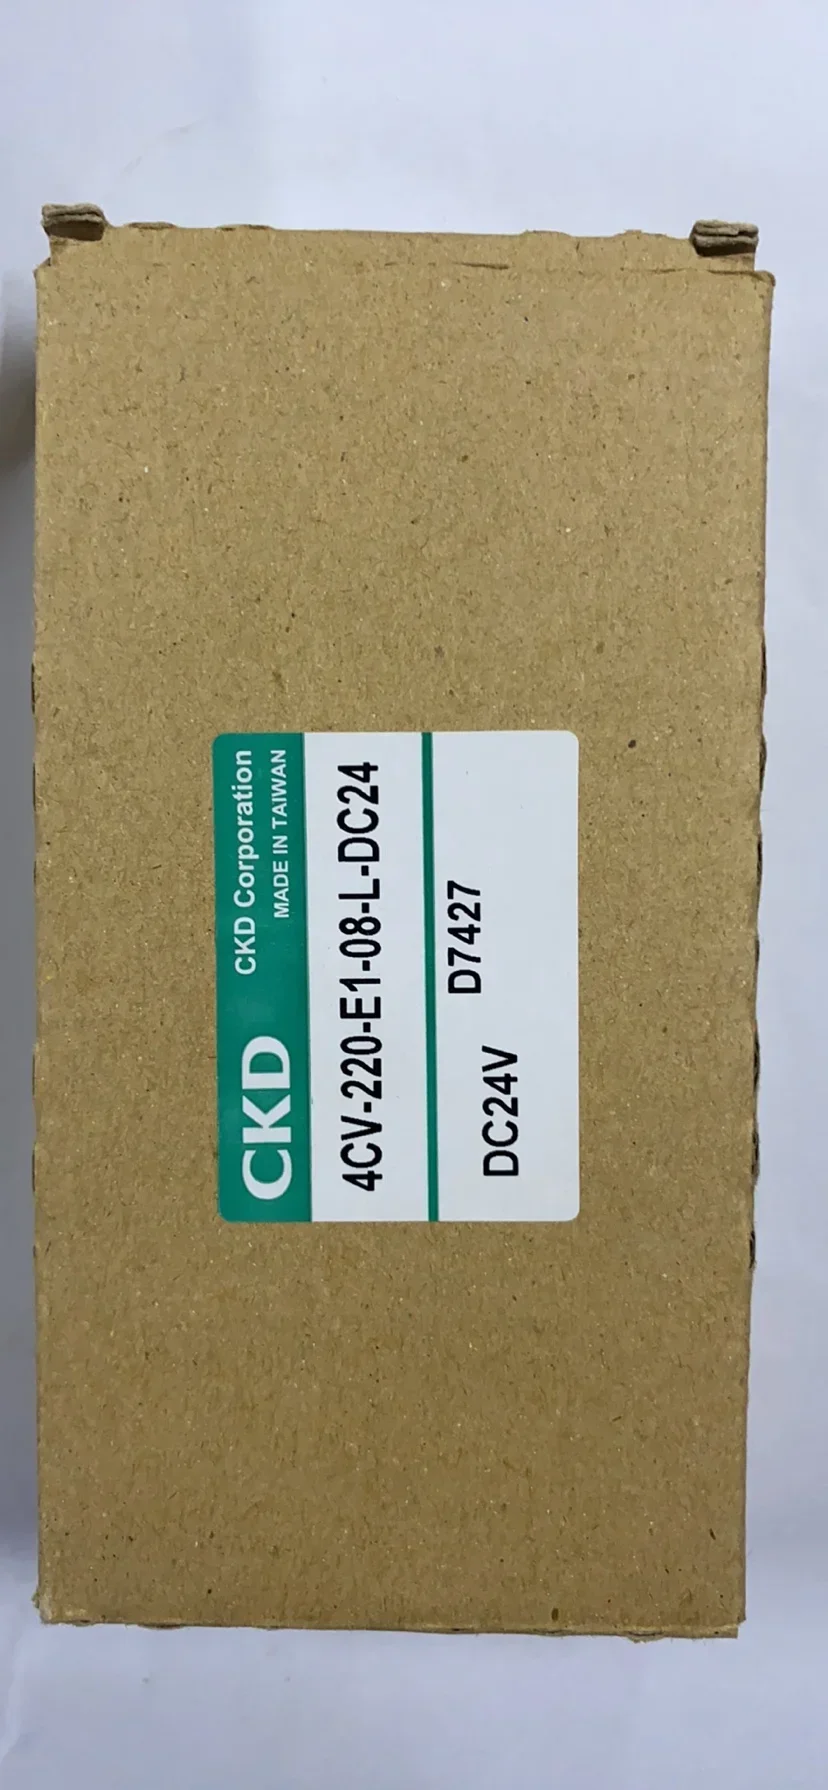 CKD
CKD Corporation
MADE IN TAIWAN
4CV-220-E1-08-L-DC24
D7427
DC24V